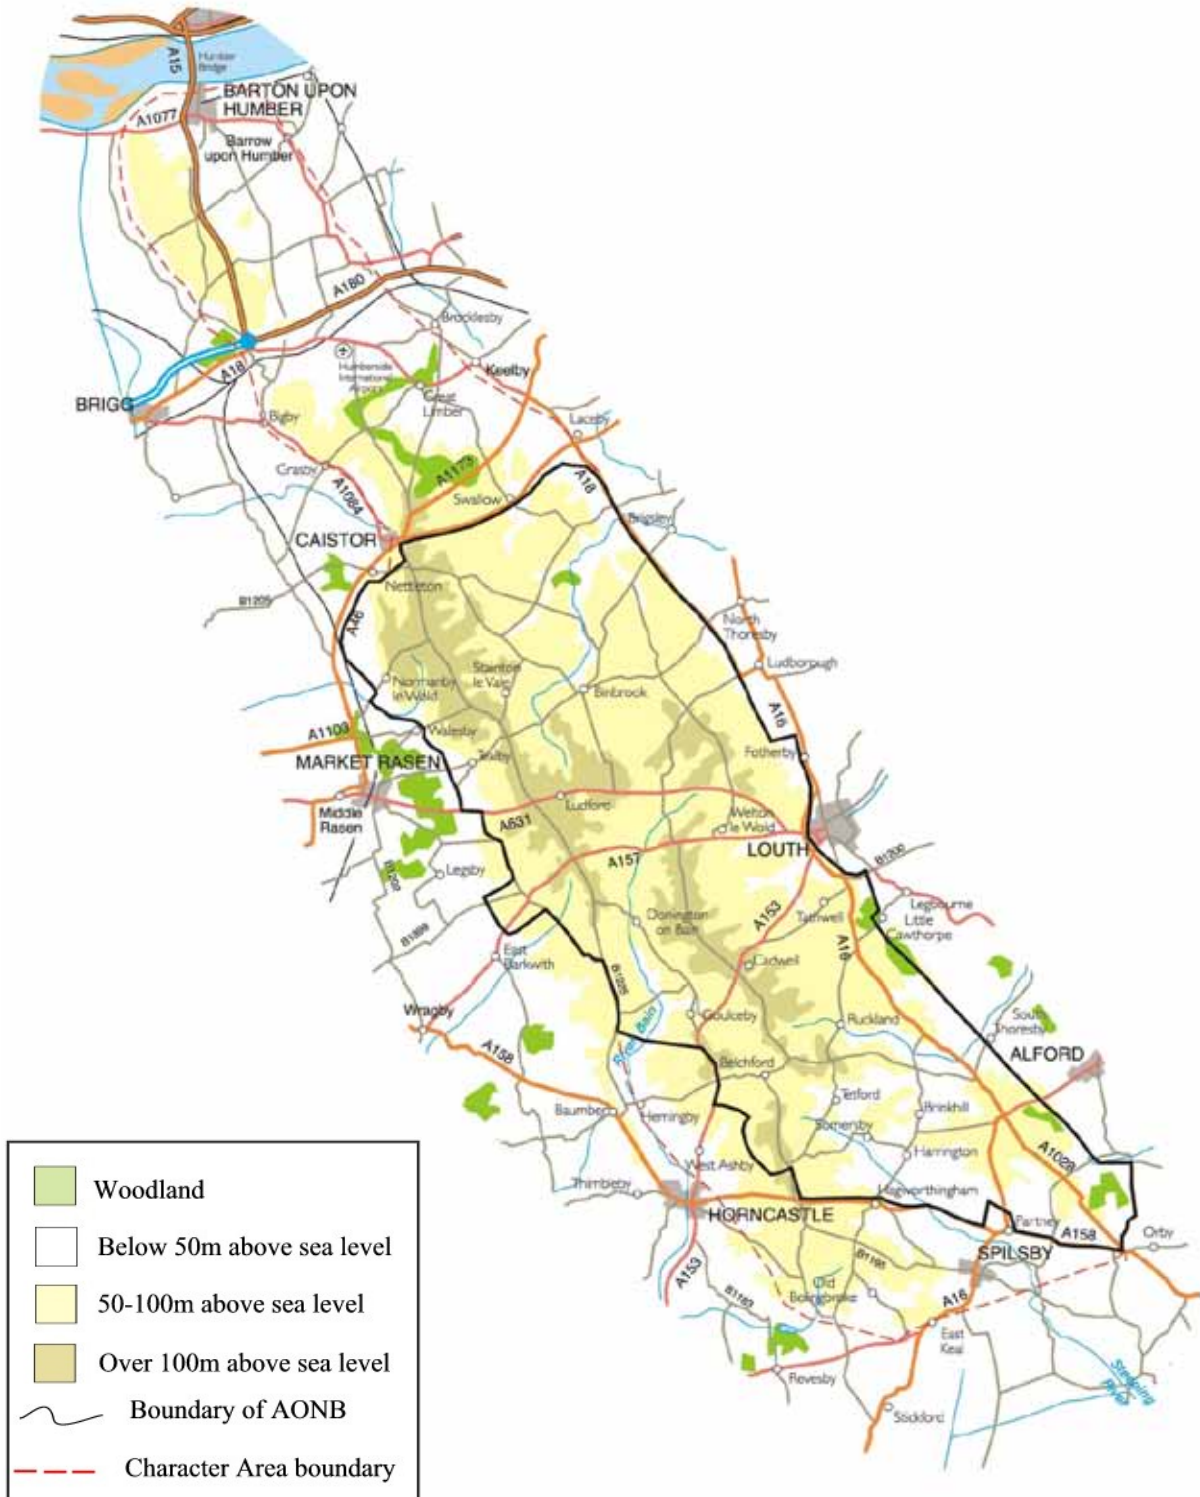 A15
Humber
Bridge
BARTON UPON
HUMBER
A1077
Barrow
upon Humber
A180
Brocklesby
Humberside
International
Airport
Keelby
A18
BRIGG
Great
Limber
Bigby
Laceby
Grasby
A1173
A1084
Swallow
A18
Brigsley
CAISTOR
Nettleton
B1205
A46
North
Thoresby
Ludborough
Stainton
le Vale
Normanby
le Wold
Binbrook
A16
A1103
Walesby
Fotherby
MARKET RASEN
Tealby
Middle
Rasen
Ludford
A631
Welton
le Wold
LOUTH
A157
B1200
B1202
Legsby
Legbourne
Little
Cawthorpe
A153
Tathwell
Donington
on Bain
B1399
A16
East
Barkwith
Cadwell
B1225
Wragby
Goulceby
Ruckland
South
Thoresby
River Bain
A158
ALFORD
Belchford
Tetford
Brinkhill
Baumber
Hemingby
Somersby
Harrington
A1028
West Ashby
Thimbleby
Hagworthingham
HORNCASTLE
Partney
A158
Orby
SPILSBY
B1195
A153
Old
Bolingbroke
B1183
A16
East
Keal
Revesby
Steeping
River
Stickford
Woodland
Below 50m above sea level
50-100m above sea level
Over 100m above sea level
Boundary of AONB
Character Area boundary